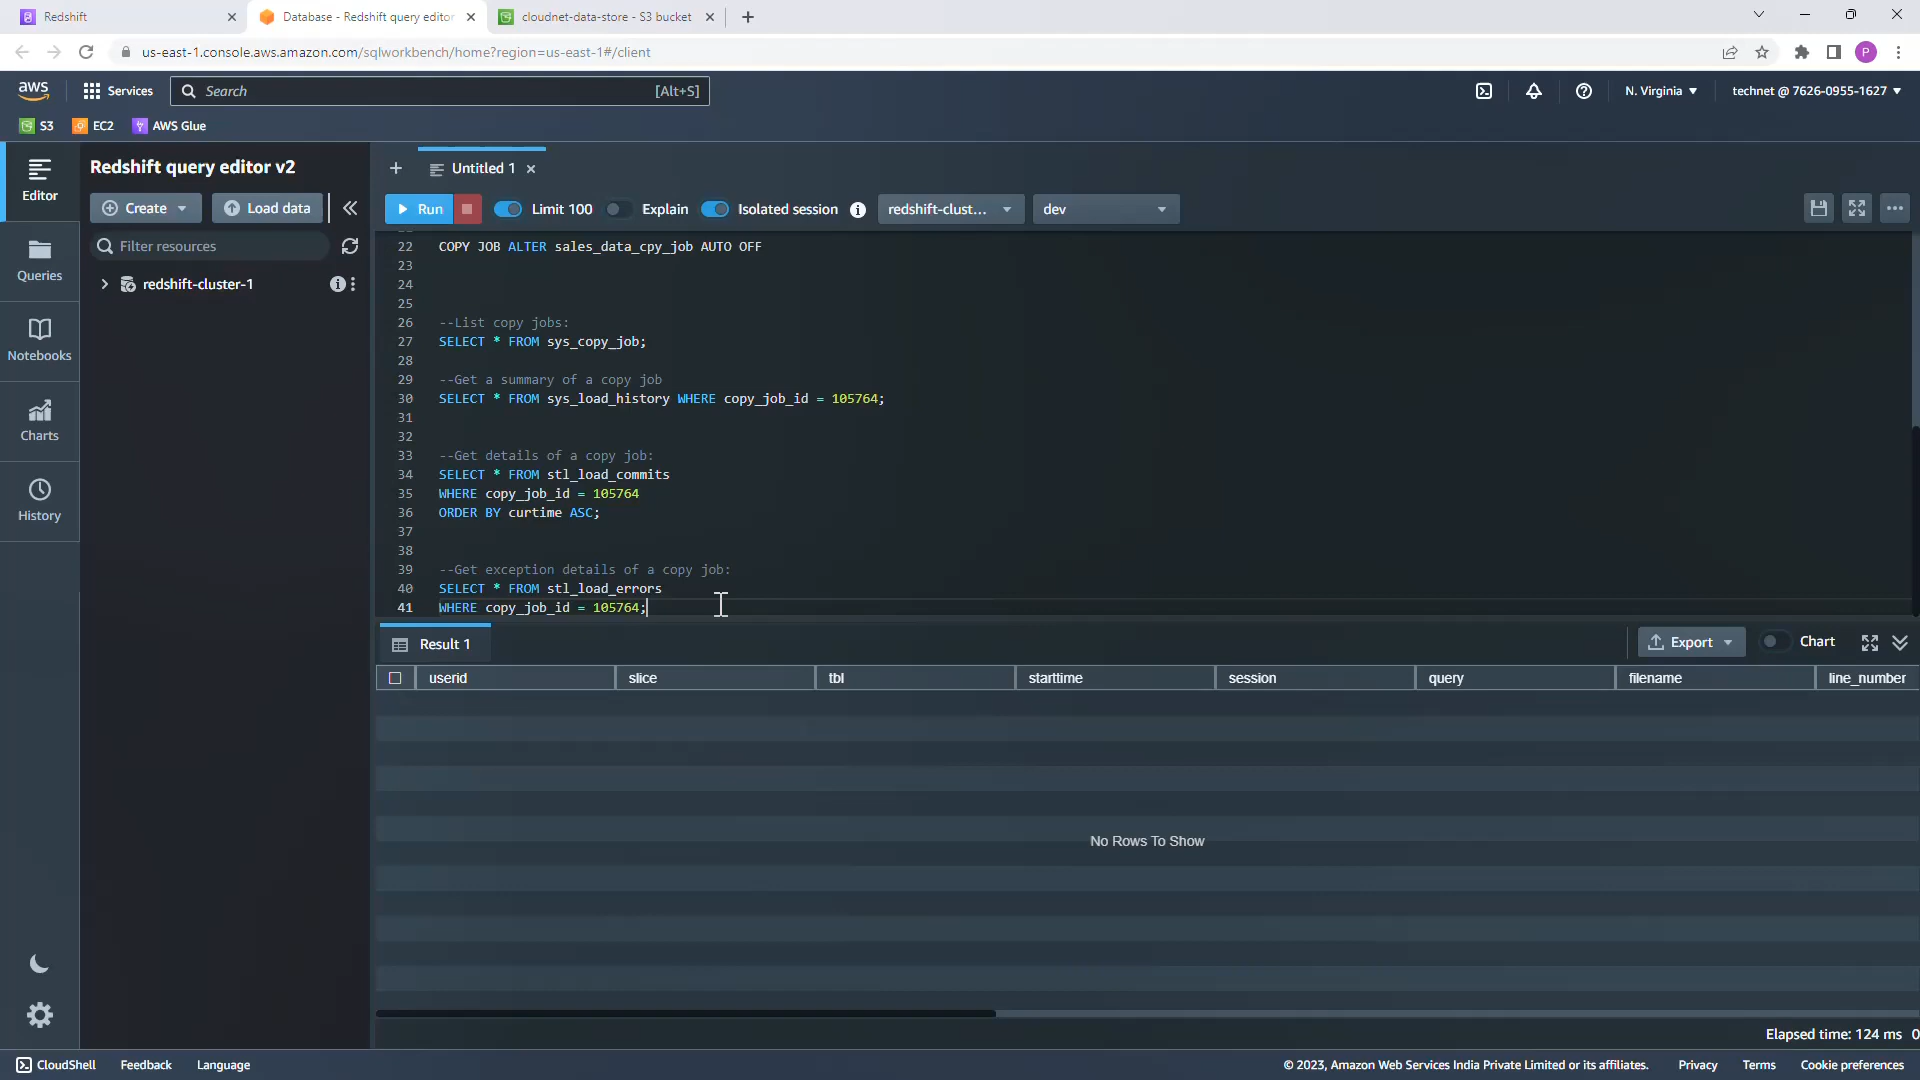 Redshift
Database - Redshift query editor
cloudnet-data-store - S3 bucket
us-east-1.console.aws.amazon.com/sqlworkbench/home?region=us-east-1#/client
P
aws
Services
Search
[Alt+S]
N. Virginia
technet @ 7626-0955-1627
S3
EC2
AWS Glue
Editor
Queries
Notebooks
Charts
History
Redshift query editor v2
Create
Load data
Filter resources
redshift-cluster-1
Untitled 1
Run
Limit 100
Explain
Isolated session
redshift-clust...
dev
22 COPY JOB ALTER sales_data_cpy_job AUTO OFF
23
24
25
26 --List copy jobs:
27 SELECT * FROM sys_copy_job;
28
29 --Get a summary of a copy job
30 SELECT * FROM sys_load_history WHERE copy_job_id = 105764;
31
32
33 --Get details of a copy job:
34 SELECT * FROM stl_load_commits
35 WHERE copy_job_id = 105764
36 ORDER BY curtime ASC;
37
38
39 --Get exception details of a copy job:
40 SELECT * FROM stl_load_errors
41 WHERE copy_job_id = 105764;
Result 1
Export
Chart
userid slice tbl starttime session query filename line_number
No Rows To Show
Elapsed time: 124 ms
CloudShell
Feedback
Language
© 2023, Amazon Web Services India Private Limited or its affiliates.
Privacy
Terms
Cookie preferences